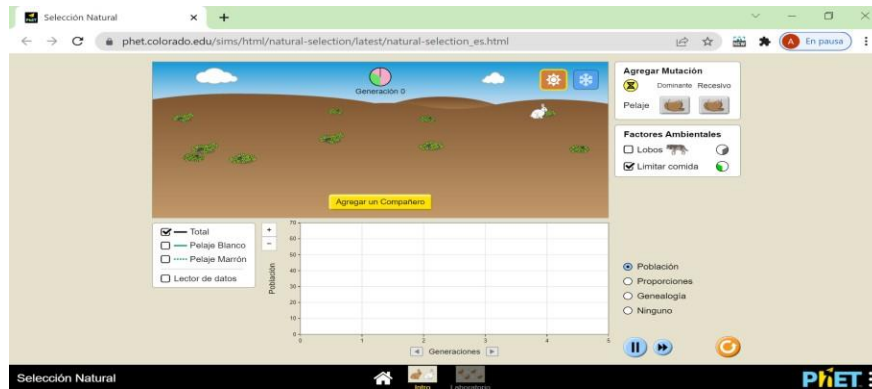 Selección Natural
phet.colorado.edu/sims/html/natural-selection/latest/natural-selection_es.html
A
En pausa
Generación 0
Agregar un Compañero
Agregar Mutación
Dominante Recesivo
Pelaje
Factores Ambientales
Lobos
Limitar comida
Total
Pelaje Blanco
Pelaje Marrón
Lector de datos
+
-
Población
70
60
50
40
30
20
10
0
0 1 2 3 4 5
Generaciones
Población
Proporciones
Genealogía
Ninguno
Selección Natural
Intro
Laboratorio
PhET